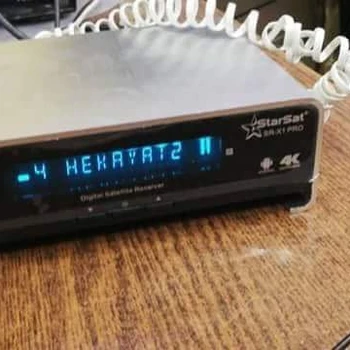 StarSat
SR-X1 PRO
-4 HEKAYAT2
4K
Digital Satellite Receiver